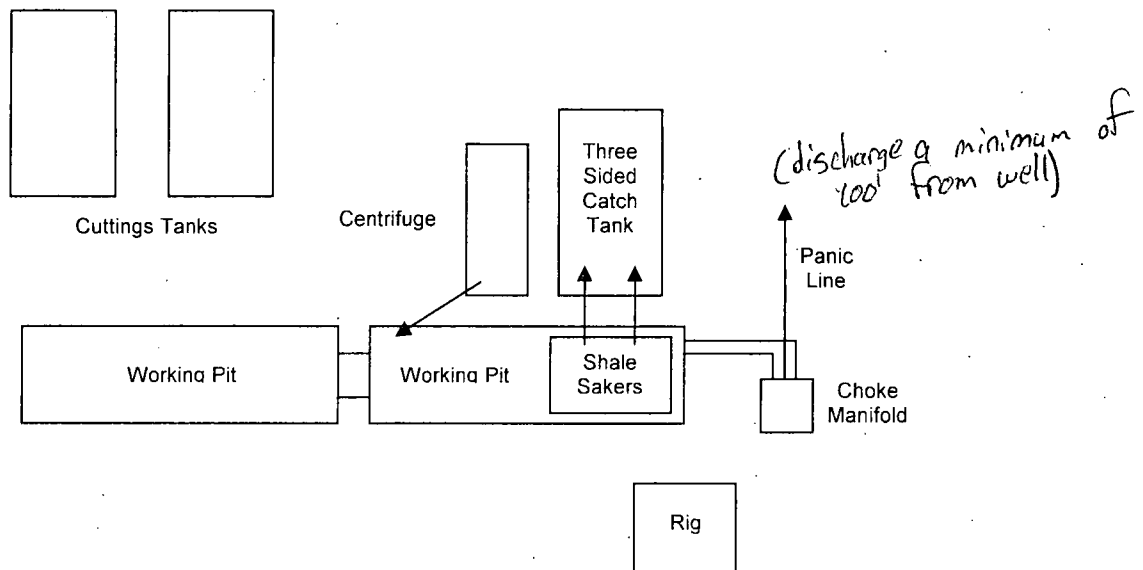 (discharge a minimum of
100' from well)
Three
Sided
Catch
Tank
Centrifuge
Cuttings Tanks
Panic
Line
Working Pit
Working Pit
Shale
Sakers
Choke
Manifold
Rig